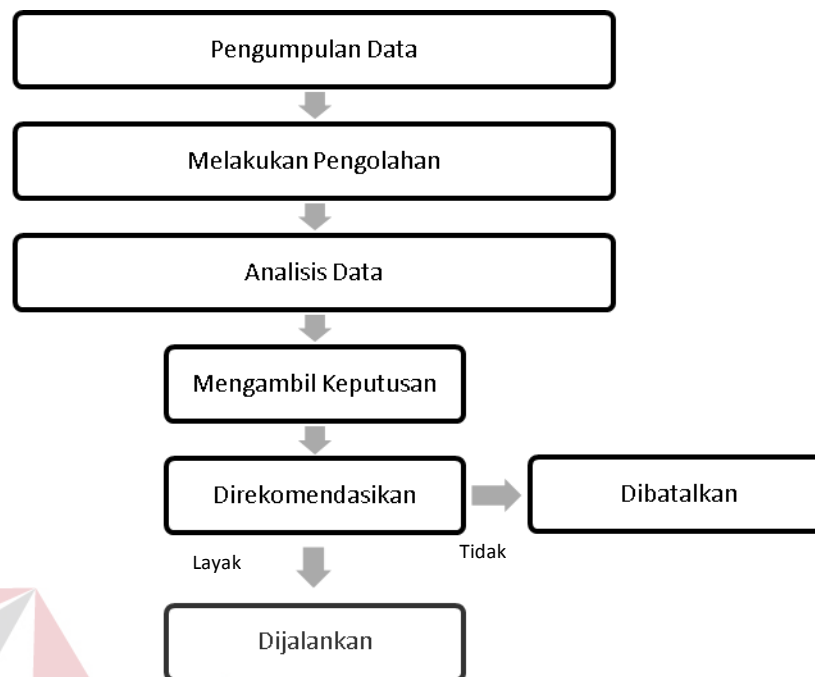 Pengumpulan Data
Melakukan Pengolahan
Analisis Data
Mengambil Keputusan
Direkomendasikan
Dibatalkan
Layak
Tidak
Dijalankan